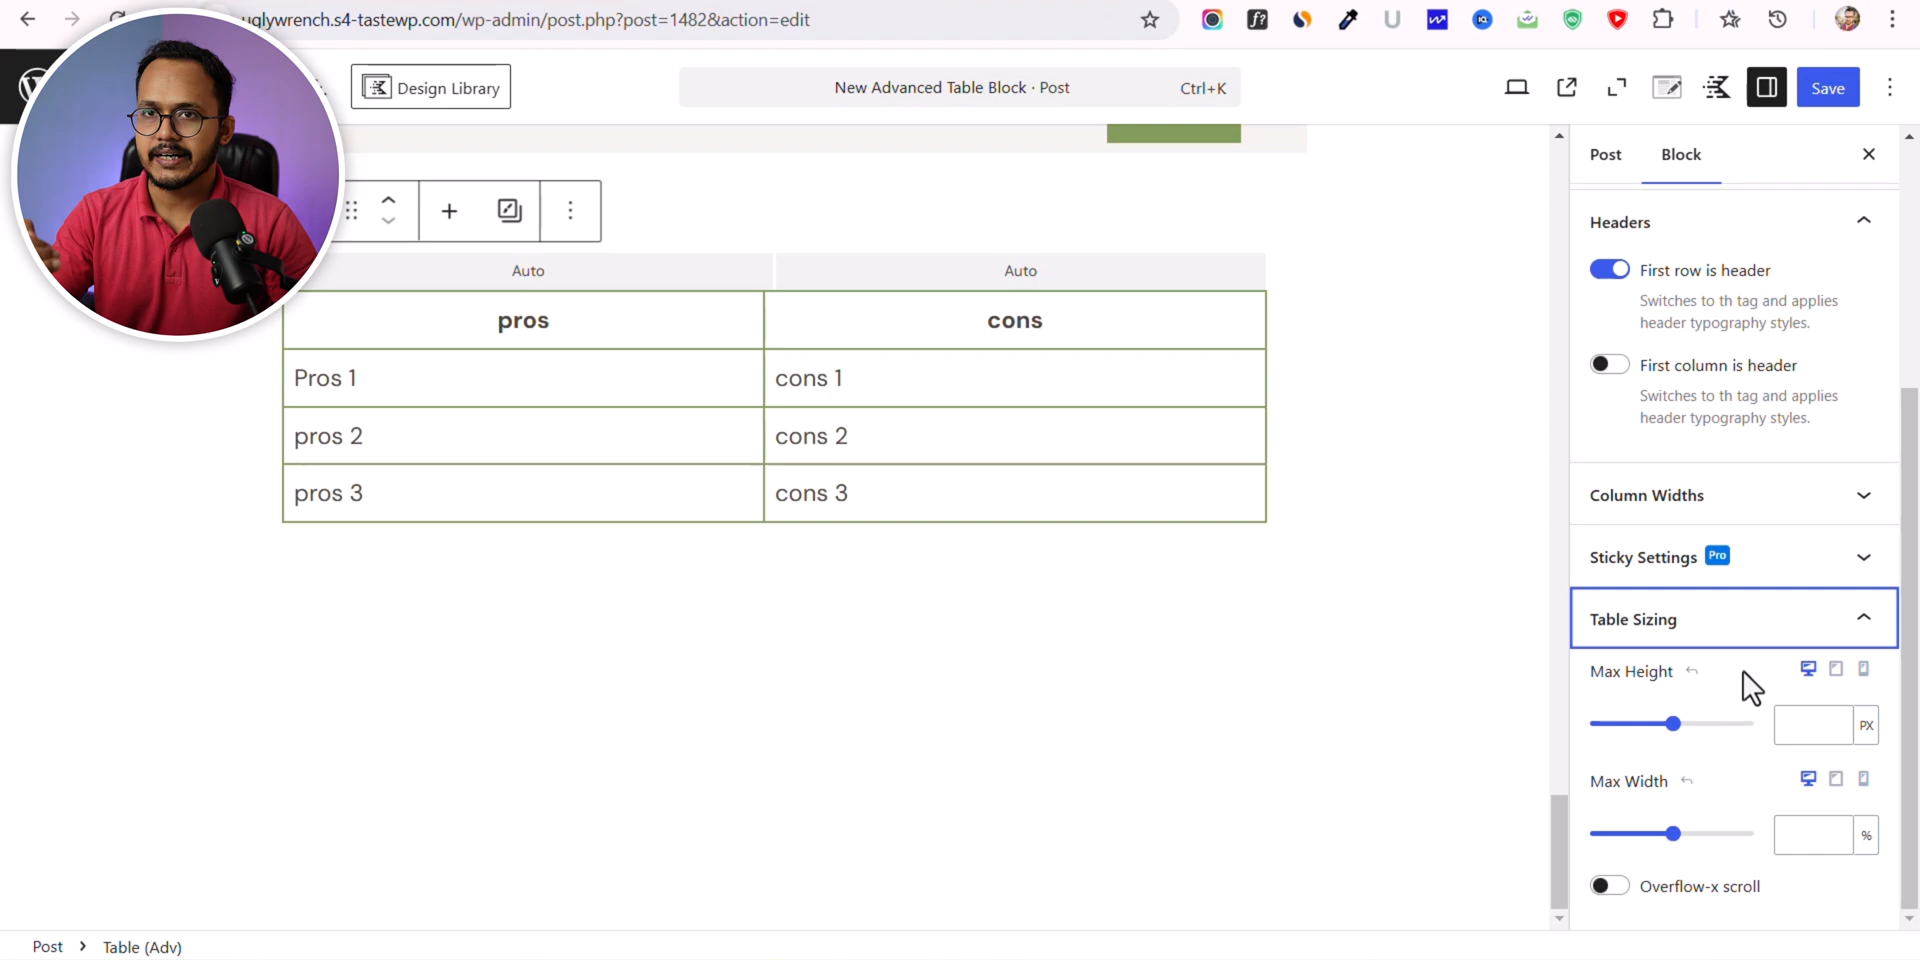 uglywrench.s4-tastewp.com/wp-admin/post.php?post=1482&action=edit
Design Library
New Advanced Table Block · Post
Ctrl+K
Save
Post
Block
Headers
First row is header
Switches to th tag and applies
header typography styles.
First column is header
Switches to th tag and applies
header typography styles.
Column Widths
Sticky Settings Pro
Table Sizing
Max Height
PX
Max Width
%
Overflow-x scroll
Auto
Auto
pros
cons
Pros 1
cons 1
pros 2
cons 2
pros 3
cons 3
Post > Table (Adv)